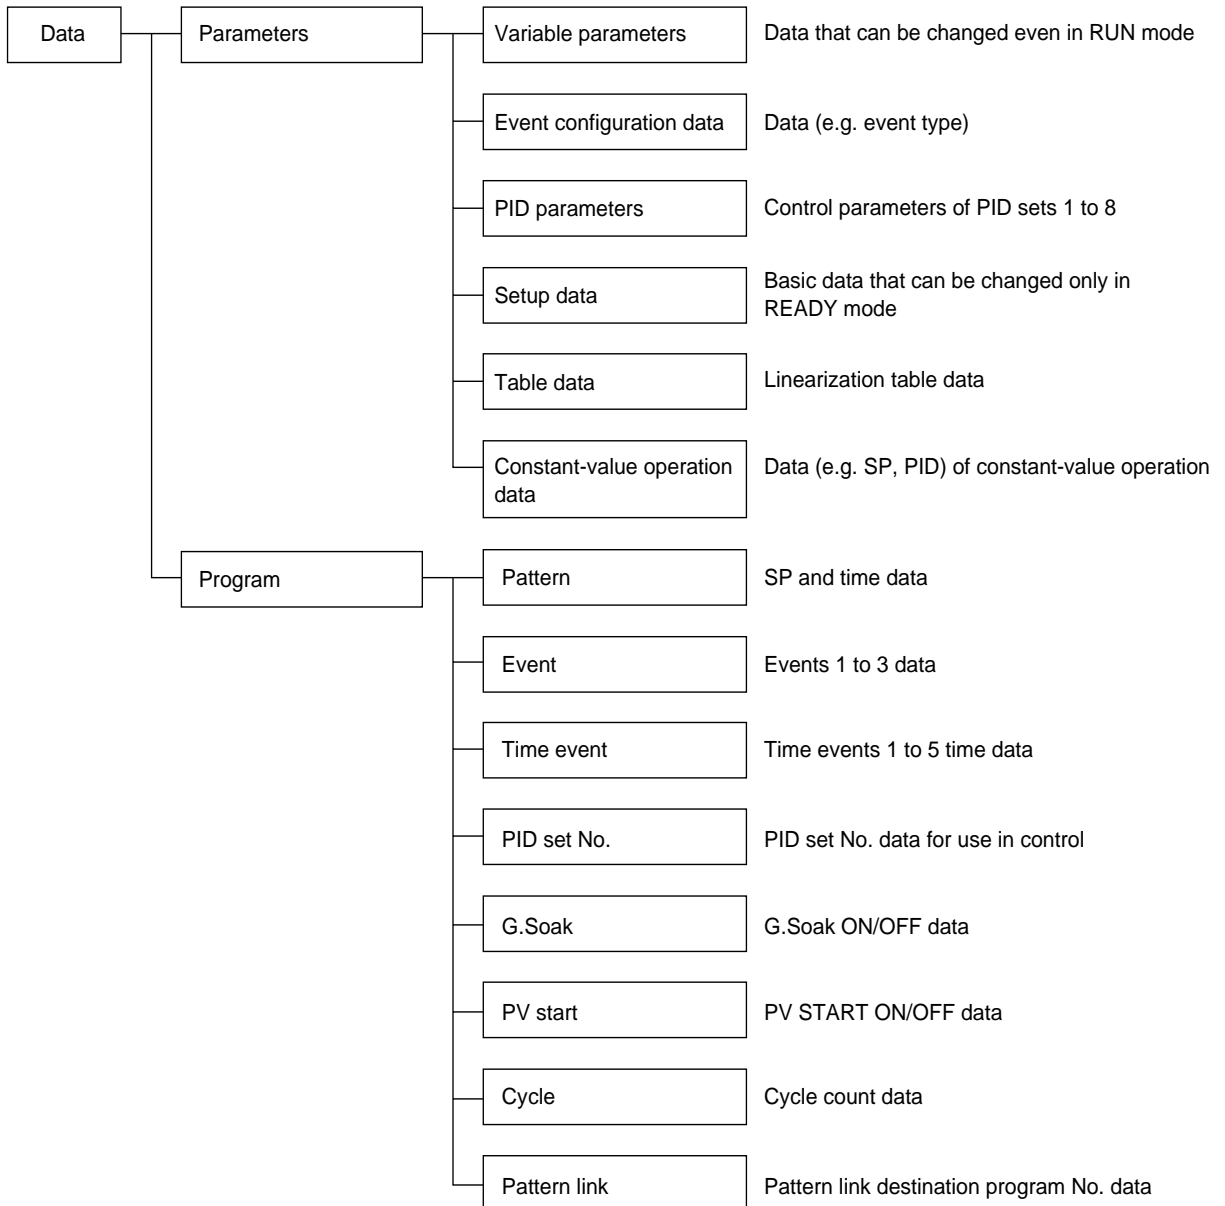 Data
Parameters
Variable parameters
Data that can be changed even in RUN mode
Event configuration data
Data (e.g. event type)
PID parameters
Control parameters of PID sets 1 to 8
Setup data
Basic data that can be changed only in
READY mode
Table data
Linearization table data
Constant-value operation
data
Data (e.g. SP, PID) of constant-value operation
Program
Pattern
SP and time data
Event
Events 1 to 3 data
Time event
Time events 1 to 5 time data
PID set No.
PID set No. data for use in control
G.Soak
G.Soak ON/OFF data
PV start
PV START ON/OFF data
Cycle
Cycle count data
Pattern link
Pattern link destination program No. data